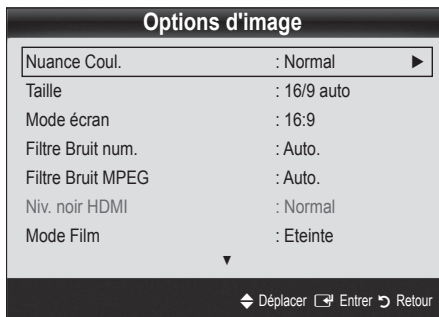 Options d'image
Nuance Coul. : Normal ►
Taille : 16/9 auto
Mode écran : 16:9
Filtre Bruit num. : Auto.
Filtre Bruit MPEG : Auto.
Niv. noir HDMI : Normal
Mode Film : Eteinte
▼
Déplacer Entrer Retour